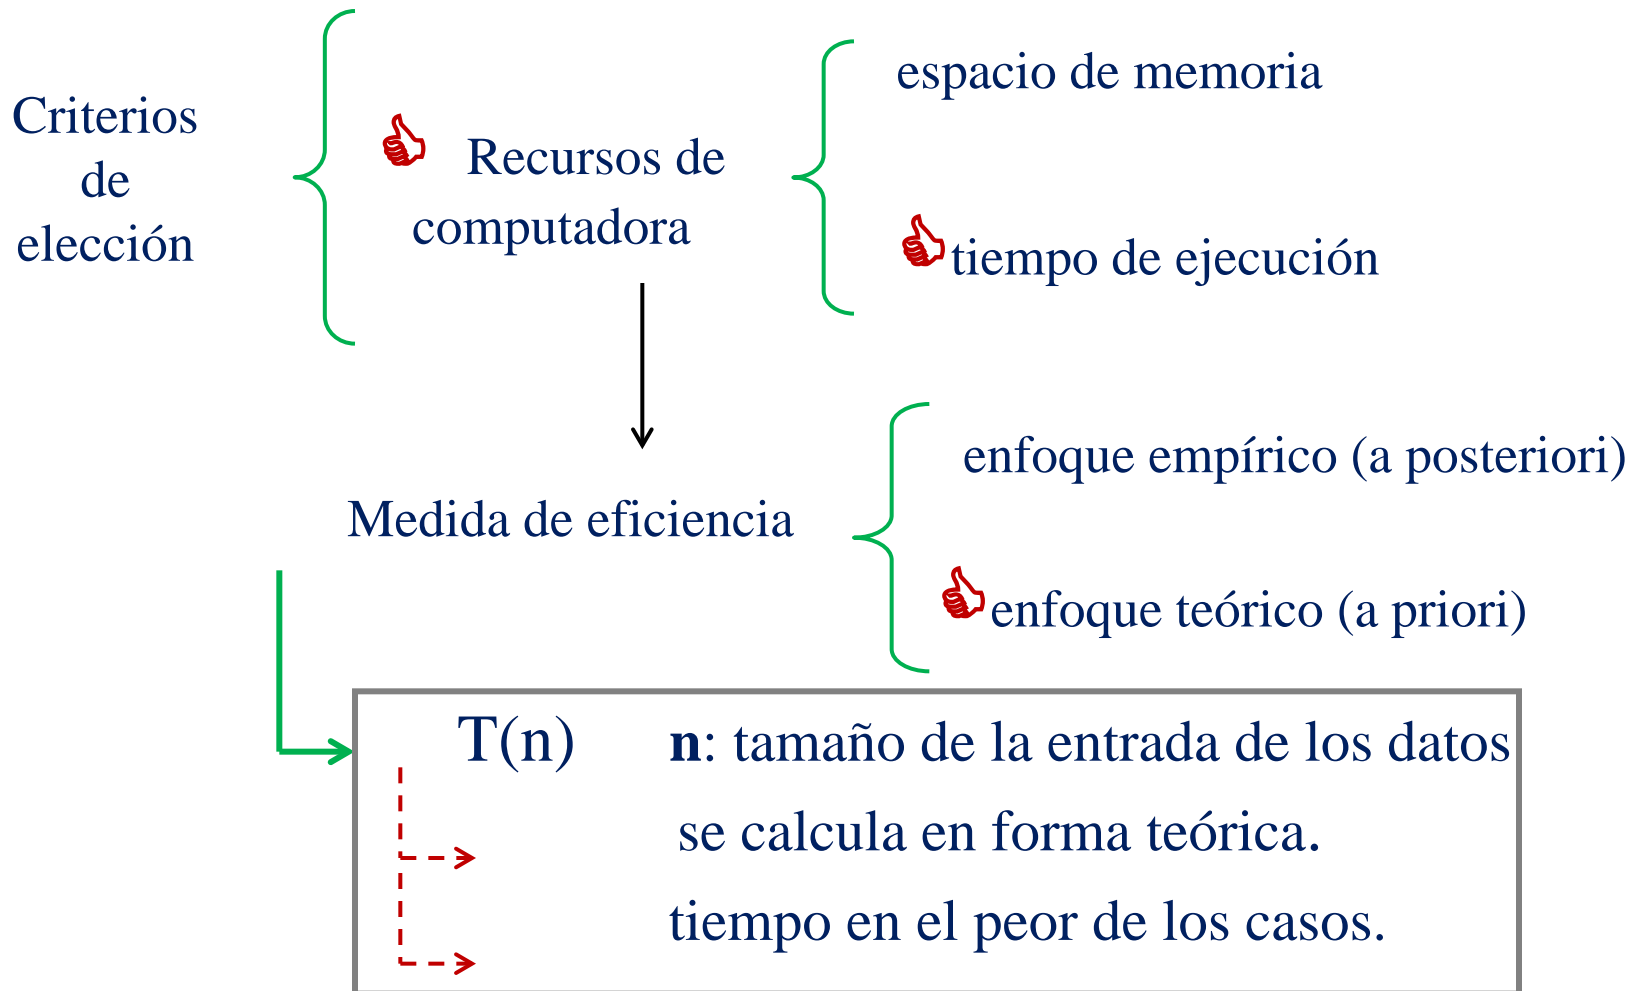 Criterios
de
elección
Recursos de
computadora
espacio de memoria
tiempo de ejecución
Medida de eficiencia
enfoque empírico (a posteriori)
enfoque teórico (a priori)
T(n) n: tamaño de la entrada de los datos
se calcula en forma teórica.
tiempo en el peor de los casos.